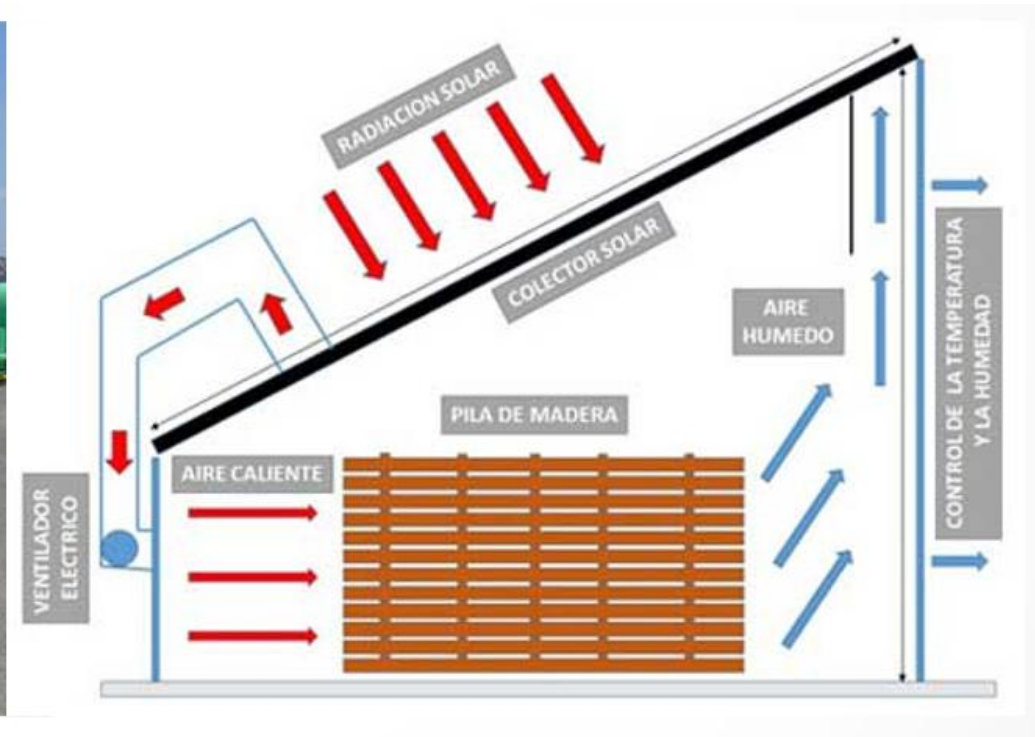 RADIACION SOLAR
COLECTOR SOLAR
AIRE
HUMEDO
CONTROL DE LA TEMPERATURA
Y LA HUMEDAD
PILA DE MADERA
AIRE CALIENTE
VENTILADOR
ELECTRICO